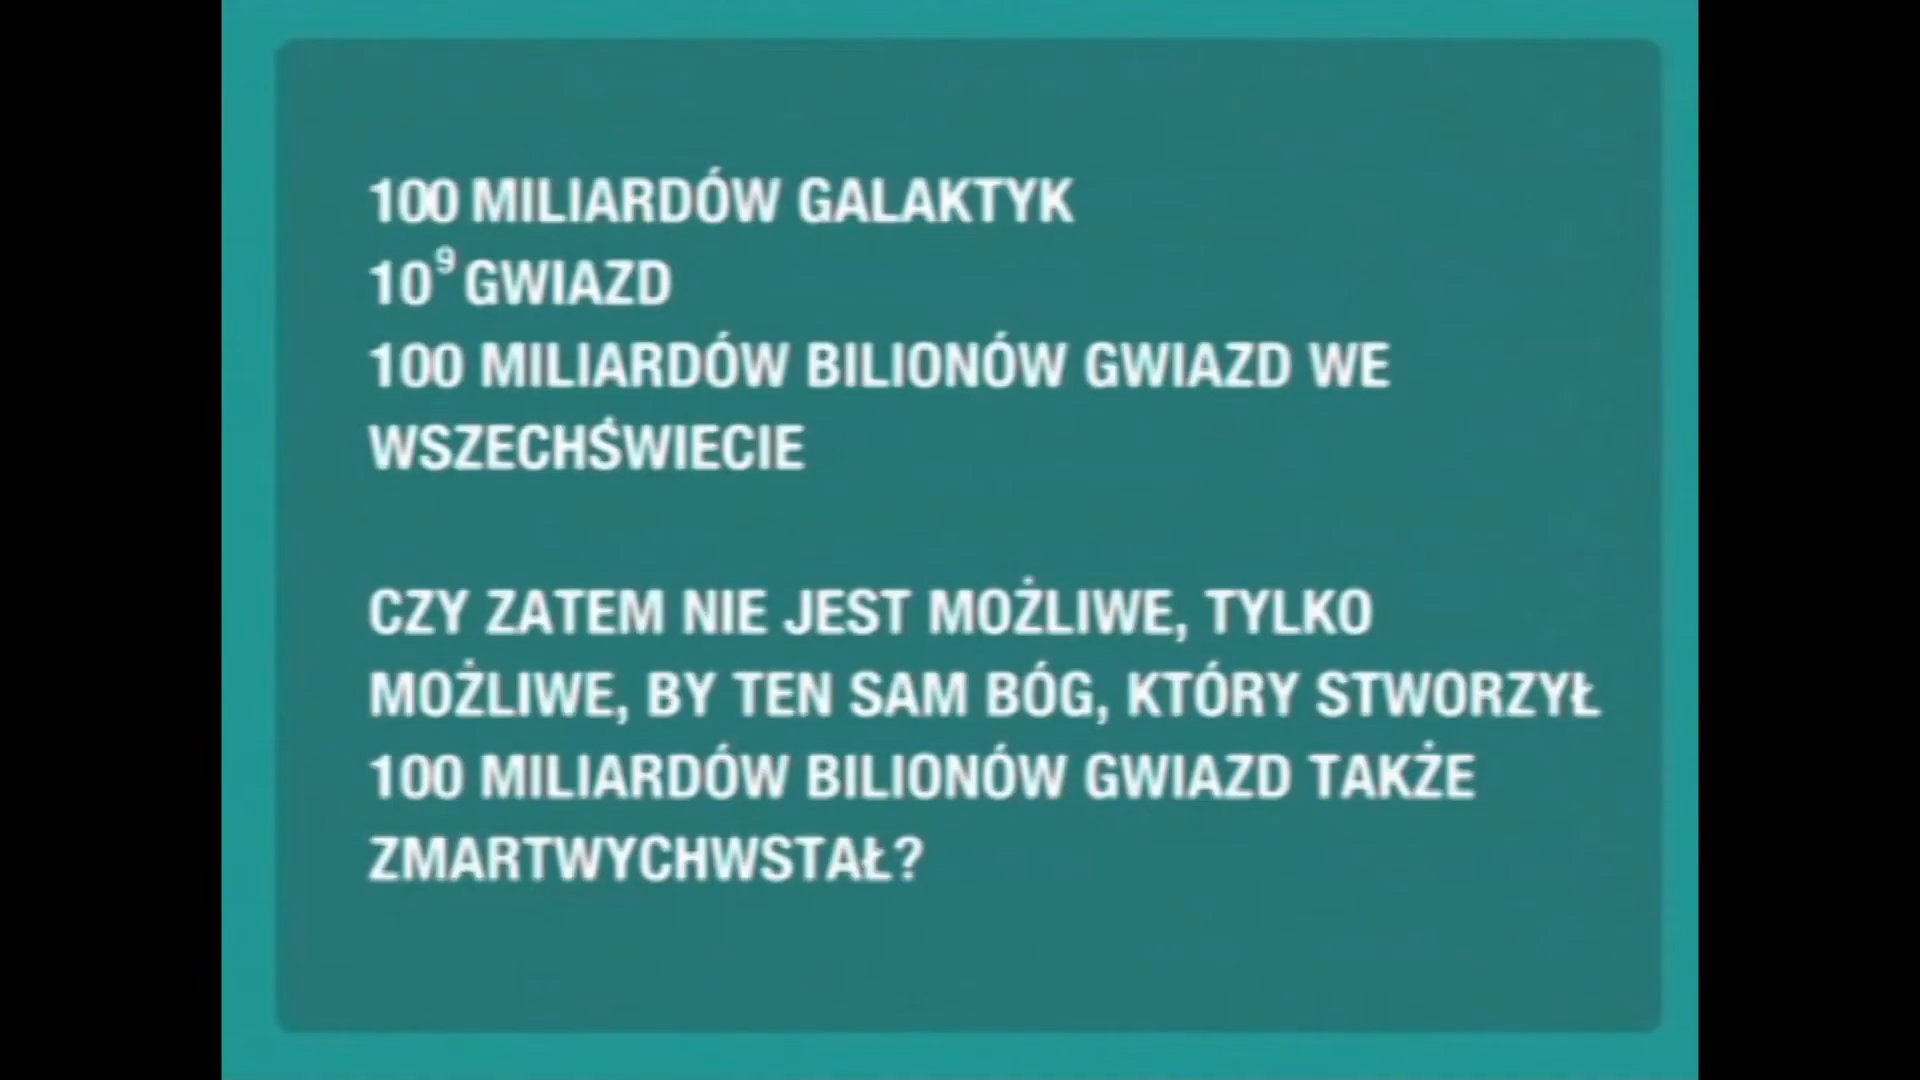 100 MILIARDÓW GALAKTYK
10⁹ GWIAZD
100 MILIARDÓW BILIONÓW GWIAZD WE
WSZECHŚWIECIE
CZY ZATEM NIE JEST MOŻLIWE, TYLKO
MOŻLIWE, BY TEN SAM BÓG, KTÓRY STWORZYŁ
100 MILIARDÓW BILIONÓW GWIAZD TAKŻE
ZMARTWYCHWSTAŁ?